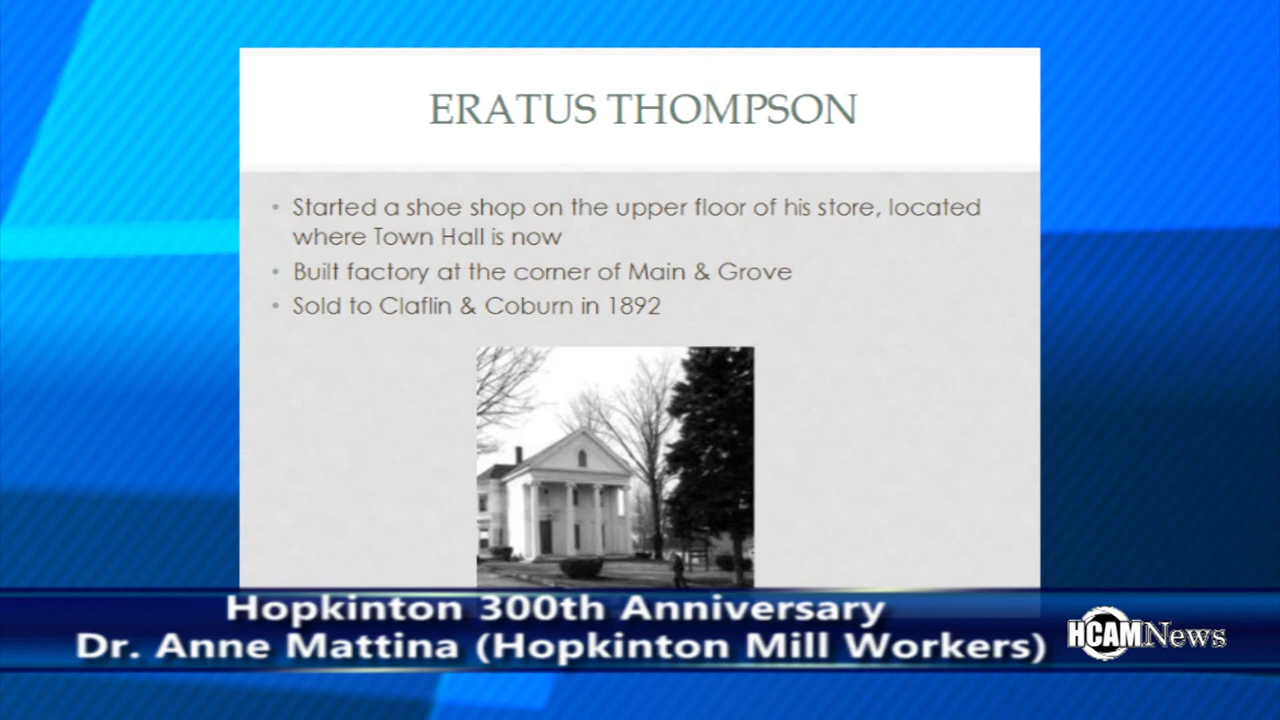 ERATUS THOMPSON
• Started a shoe shop on the upper floor of his store, located
where Town Hall is now
• Built factory at the corner of Main & Grove
• Sold to Claflin & Coburn in 1892
Hopkinton 300th Anniversary
Dr. Anne Mattina (Hopkinton Mill Workers)
HCAMNews